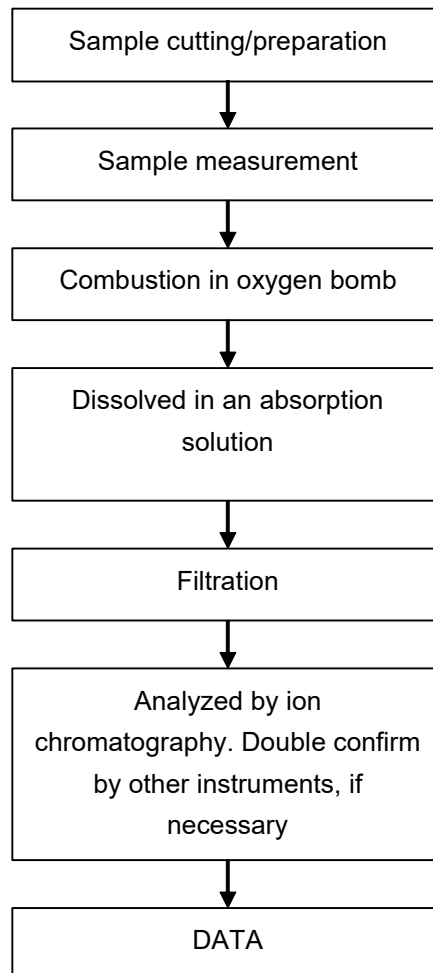 Sample cutting/preparation
Sample measurement
Combustion in oxygen bomb
Dissolved in an absorption
solution
Filtration
Analyzed by ion
chromatography. Double confirm
by other instruments, if
necessary
DATA